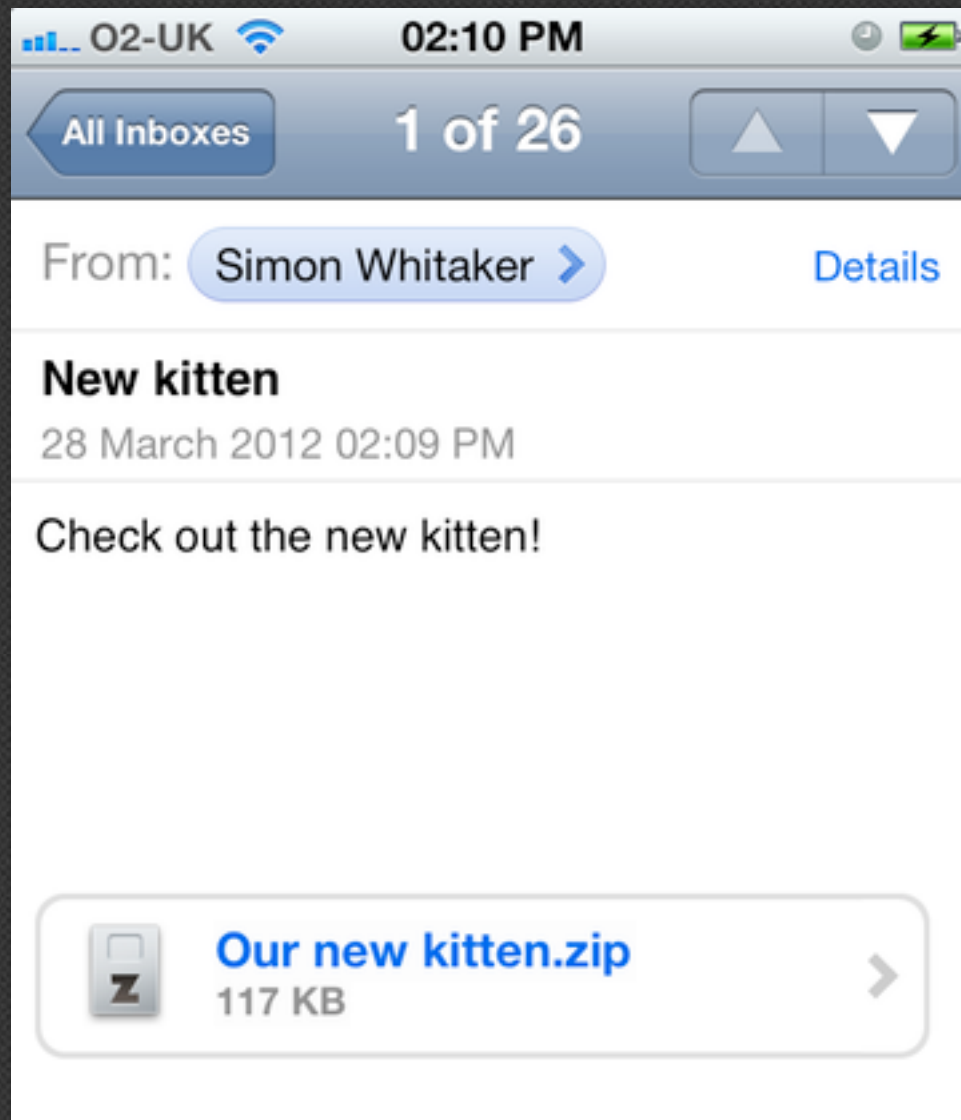 O2-UK 02:10 PM
All Inboxes 1 of 26
From: Simon Whitaker Details
New kitten
28 March 2012 02:09 PM
Check out the new kitten!
Z
Our new kitten.zip
117 KB